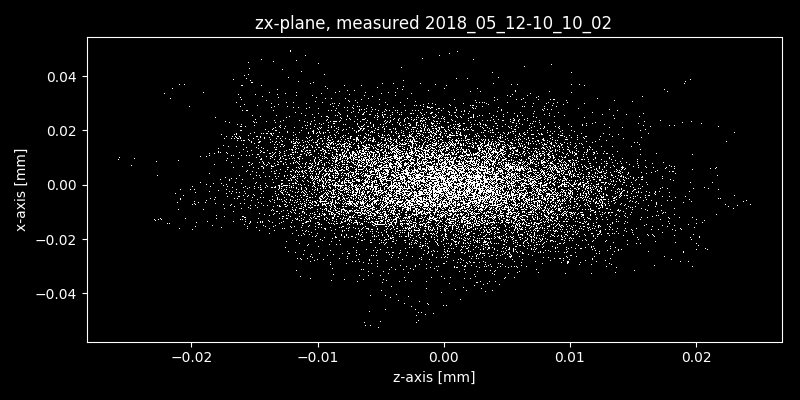 zx-plane, measured 2018_05_12-10_10_02
0.04
0.02
0.00
−0.02
−0.04
x-axis [mm]
−0.02 −0.01 0.00 0.01 0.02
z-axis [mm]